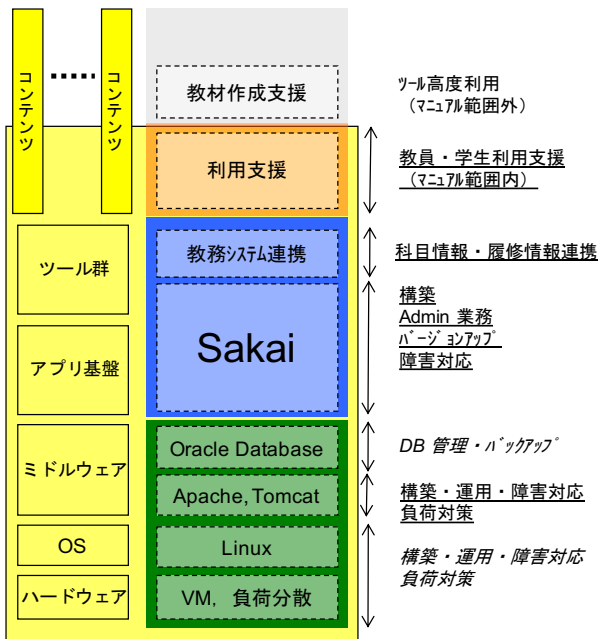 コンテンツ
コンテンツ
教材作成支援
ツール高度利用
（マニュアル範囲外）
利用支援
教員・学生利用支援
（マニュアル範囲内）
ツール群
教務システム連携
科目情報・履修情報連携
アプリ基盤
Sakai
構築
Admin 業務
バージョンアップ
障害対応
ミドルウェア
Oracle Database
DB 管理・バックアップ
Apache, Tomcat
構築・運用・障害対応
負荷対策
OS
Linux
構築・運用・障害対応
負荷対策
ハードウェア
VM, 負荷分散